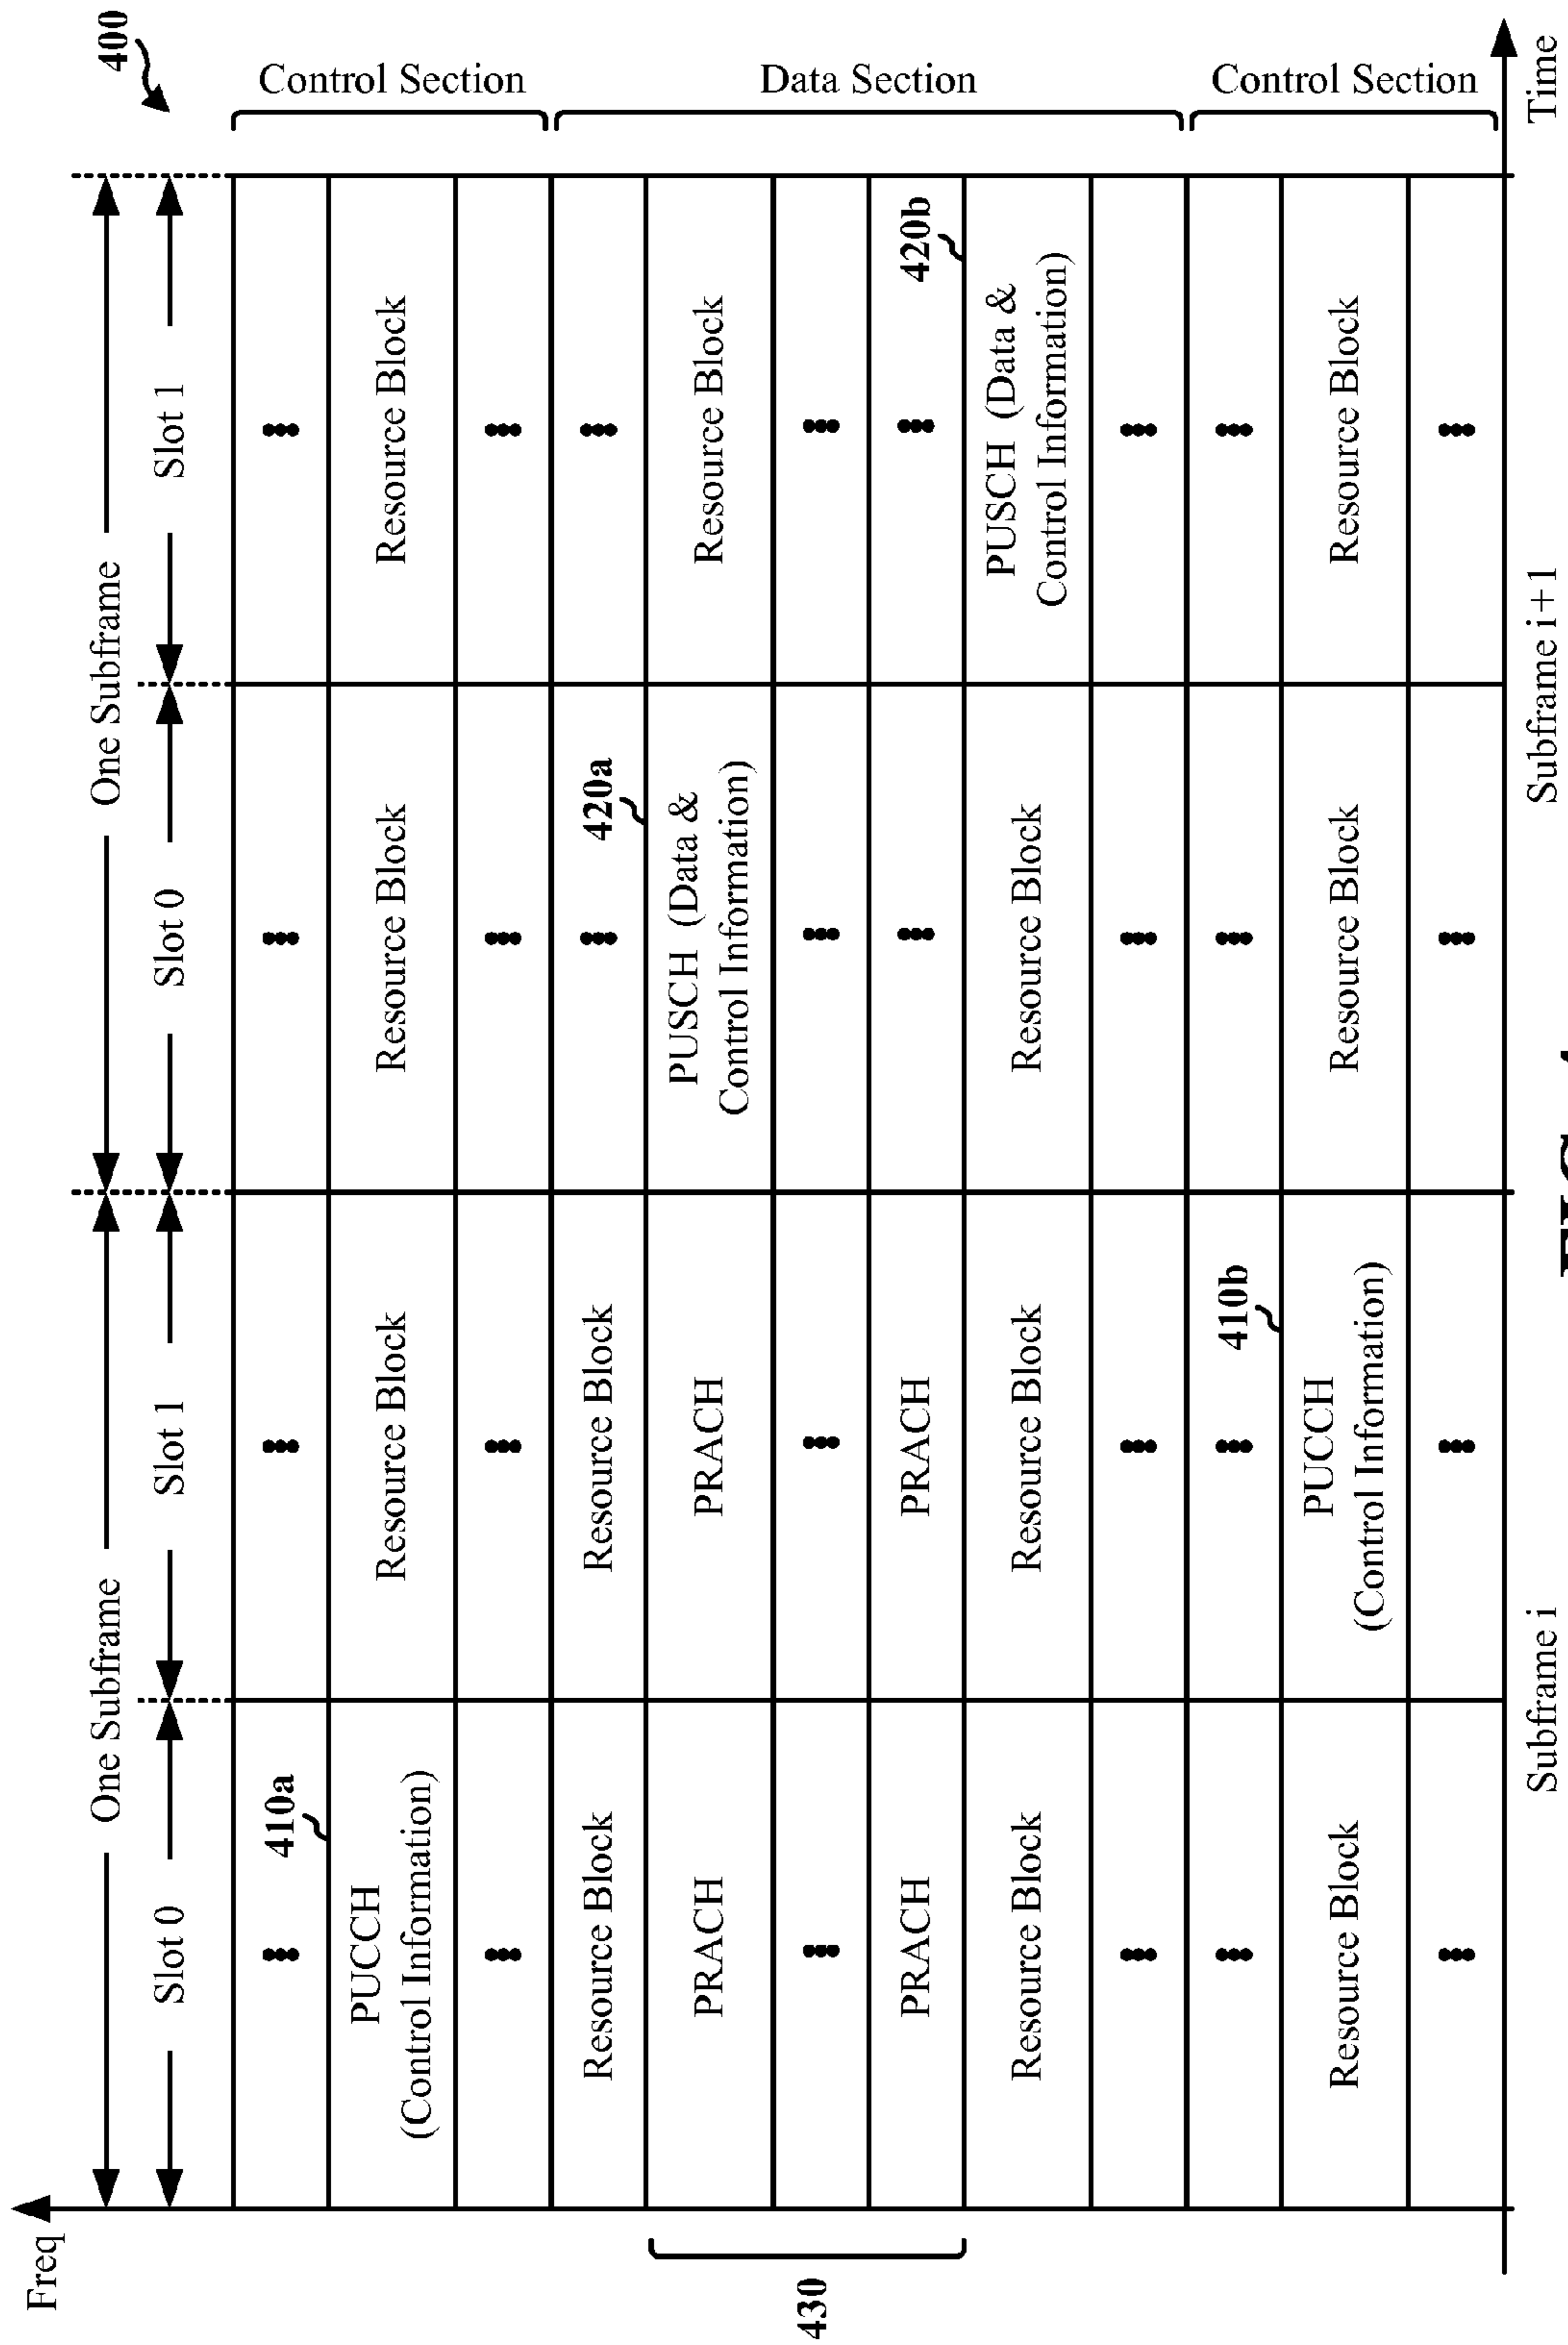 Freq
400
One Subframe
One Subframe
Slot 0
Slot 1
Slot 0
Slot 1
410a
PUCCH
(Control Information)
Resource Block
Resource Block
Resource Block
Control Section
Resource Block
Resource Block
420a
430
PRACH
PRACH
PUSCH (Data &
Control Information)
Resource Block
Data Section
PRACH
PRACH
420b
Resource Block
Resource Block
Resource Block
PUSCH (Data &
Control Information)
410b
Resource Block
PUCCH
(Control Information)
Resource Block
Resource Block
Control Section
Subframe i
Subframe i+1
Time